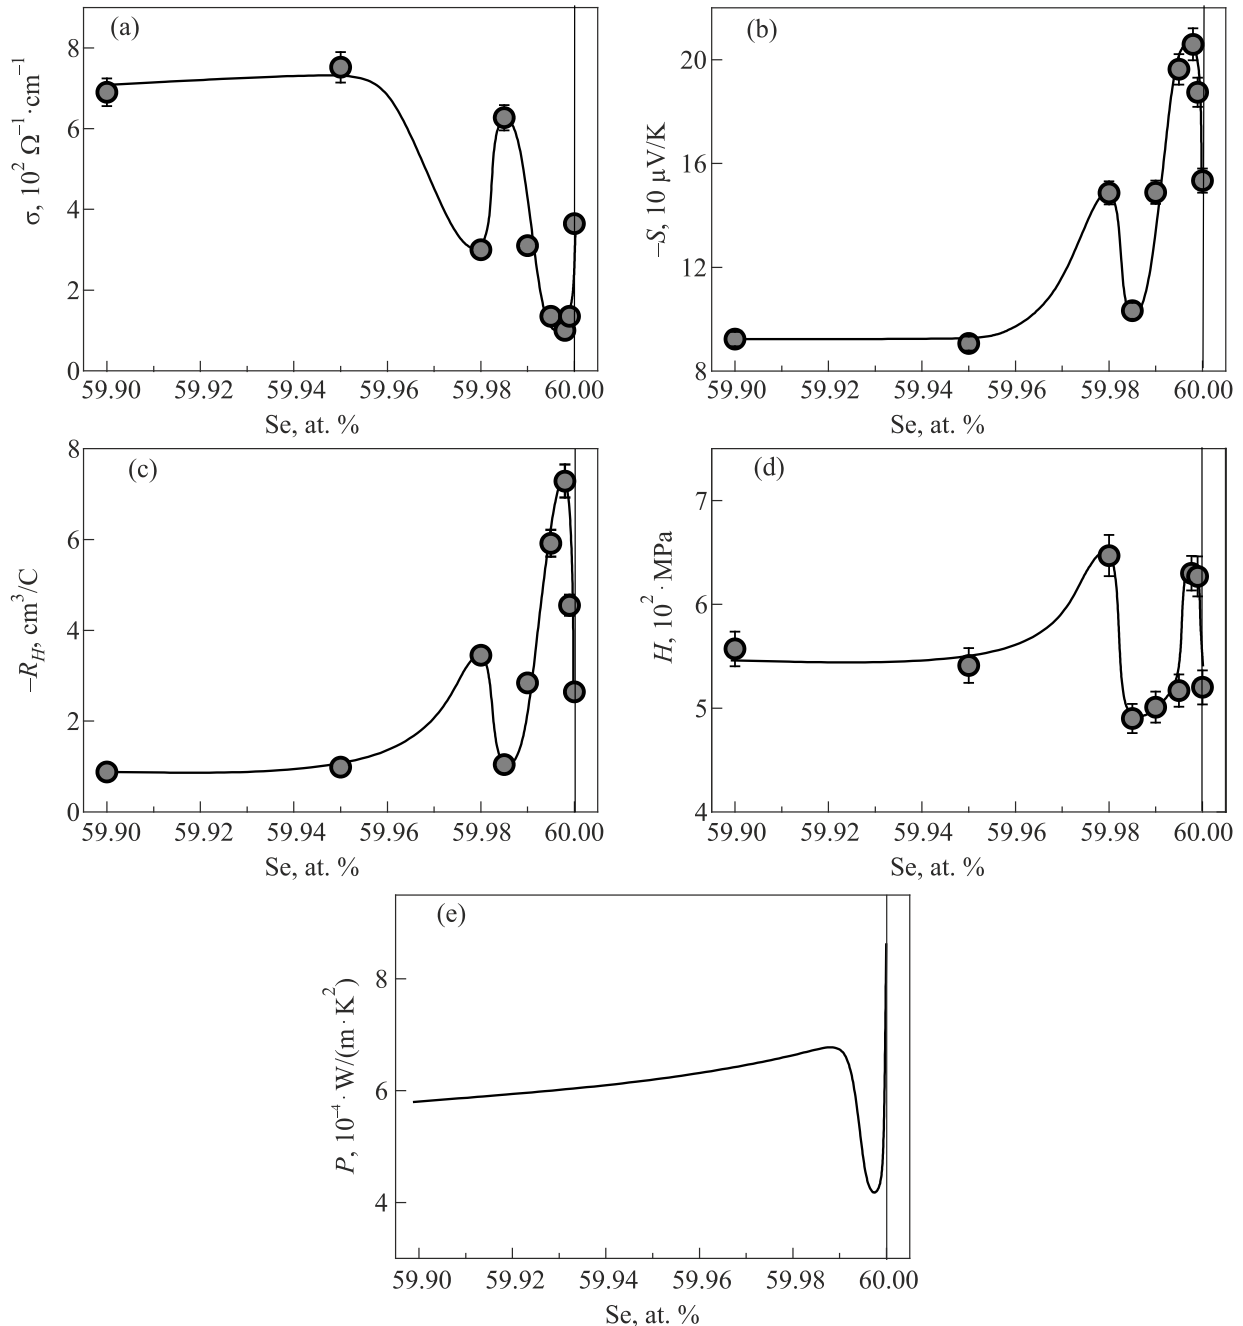 (a)
8
6
4
2
0
σ, 10² Ω⁻¹·cm⁻¹
59.90 59.92 59.94 59.96 59.98 60.00
Se, at. %
(b)
20
16
12
8
−S, 10 μV/K
59.90 59.92 59.94 59.96 59.98 60.00
Se, at. %
(c)
8
6
4
2
0
−R_H, cm³/C
59.90 59.92 59.94 59.96 59.98 60.00
Se, at. %
(d)
7
6
5
4
H, 10² · MPa
59.90 59.92 59.94 59.96 59.98 60.00
Se, at. %
(e)
8
6
4
P, 10⁻⁴ · W/(m · K²)
59.90 59.92 59.94 59.96 59.98 60.00
Se, at. %